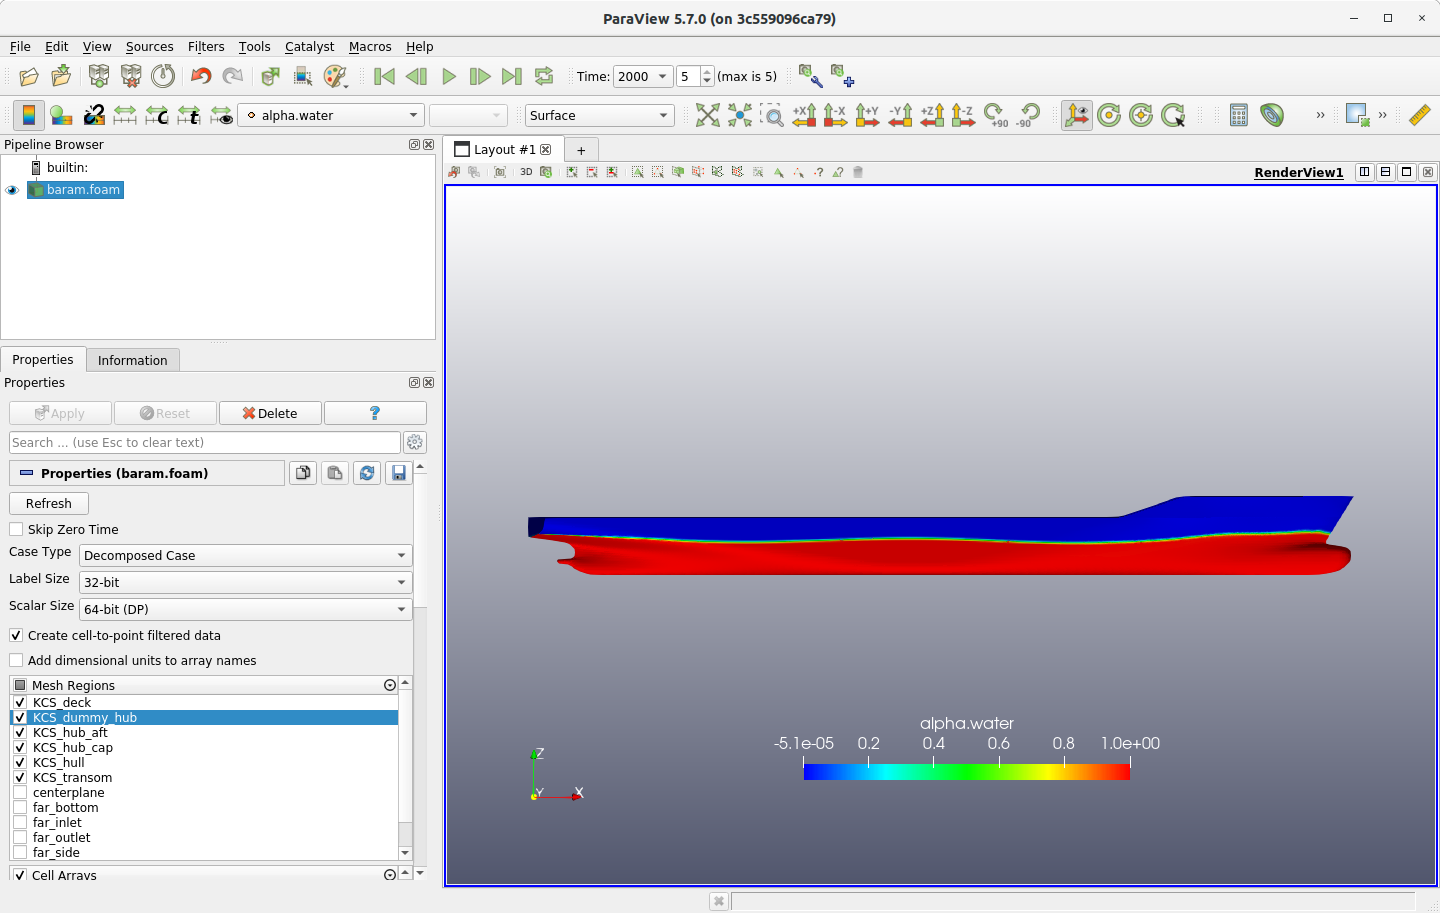 ParaView 5.7.0 (on 3c559096ca79)
File Edit View Sources Filters Tools Catalyst Macros Help
Time: 2000 5 (max is 5)
alpha.water Surface +X -X +Y -Y +Z -Z +90 -90
Pipeline Browser
builtin:
baram.foam
Properties Information
Properties
Apply Reset Delete ?
Search ... (use Esc to clear text)
Properties (baram.foam)
Refresh
Skip Zero Time
Case Type Decomposed Case
Label Size 32-bit
Scalar Size 64-bit (DP)
Create cell-to-point filtered data
Add dimensional units to array names
Mesh Regions
KCS_deck
KCS_dummy_hub
KCS_hub_aft
KCS_hub_cap
KCS_hull
KCS_transom
centerplane
far_bottom
far_inlet
far_outlet
far_side
Cell Arrays
Layout #1 +
3D RenderView1
alpha.water
-5.1e-05 0.2 0.4 0.6 0.8 1.0e+00
Z
Y X